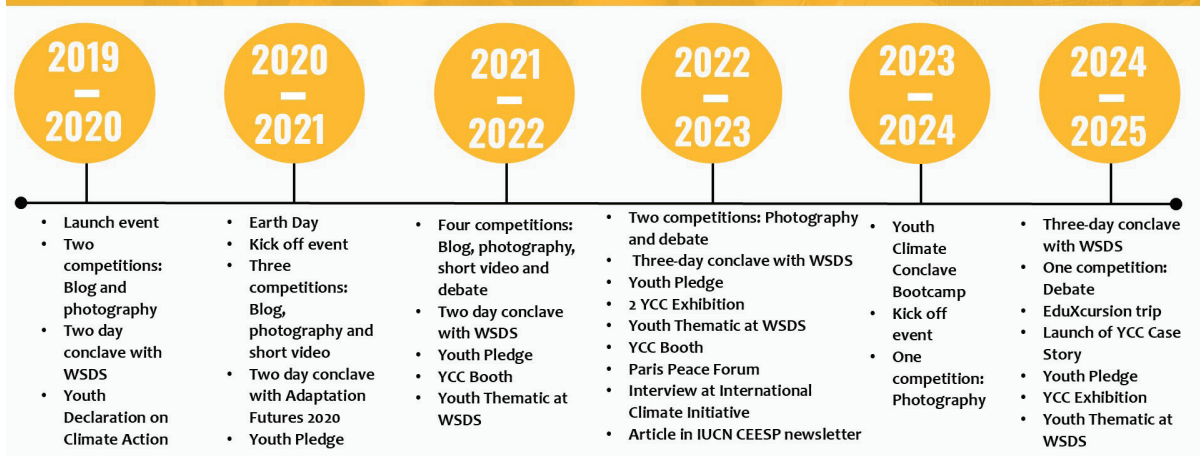 2019
–
2020
• Launch event
• Two
competitions:
Blog and
photography
• Two day
conclave with
WSDS
• Youth
Declaration on
Climate Action
2020
–
2021
• Earth Day
• Kick off event
• Three
competitions:
Blog,
photography and
short video
• Two day conclave
with Adaptation
Futures 2020
• Youth Pledge
2021
–
2022
• Four competitions:
Blog, photography,
short video and
debate
• Two day conclave
with WSDS
• Youth Pledge
• YCC Booth
• Youth Thematic at
WSDS
2022
–
2023
• Two competitions: Photography
and debate
• Three-day conclave with WSDS
• Youth Pledge
• 2 YCC Exhibition
• Youth Thematic at WSDS
• YCC Booth
• Paris Peace Forum
• Interview at International
Climate Initiative
• Article in IUCN CEESP newsletter
2023
–
2024
• Youth
Climate
Conclave
Bootcamp
• Kick off
event
• One
competition:
Photography
2024
–
2025
• Three-day conclave
with WSDS
• One competition:
Debate
• EduXcursion trip
• Launch of YCC Case
Story
• Youth Pledge
• YCC Exhibition
• Youth Thematic at
WSDS